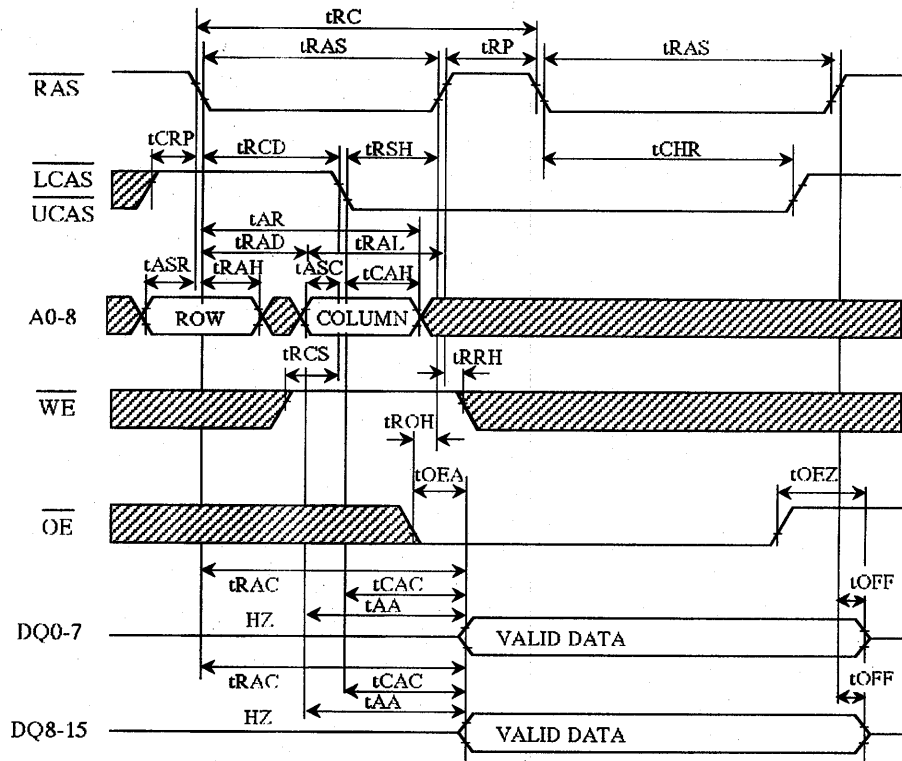 tRC
tRAS tRP tRAS
RAS
tCRP tRCD tRSH tCHR
LCAS
UCAS
tAR
tRAD tRAL
tASR tRAH tASC tCAH
A0-8 ROW COLUMN
tRCS tRRH
WE
tROH
tOEA tOEZ
OE
tRAC tCAC tOFF
HZ tAA
DQ0-7 VALID DATA
tRAC tCAC tOFF
HZ tAA
DQ8-15 VALID DATA